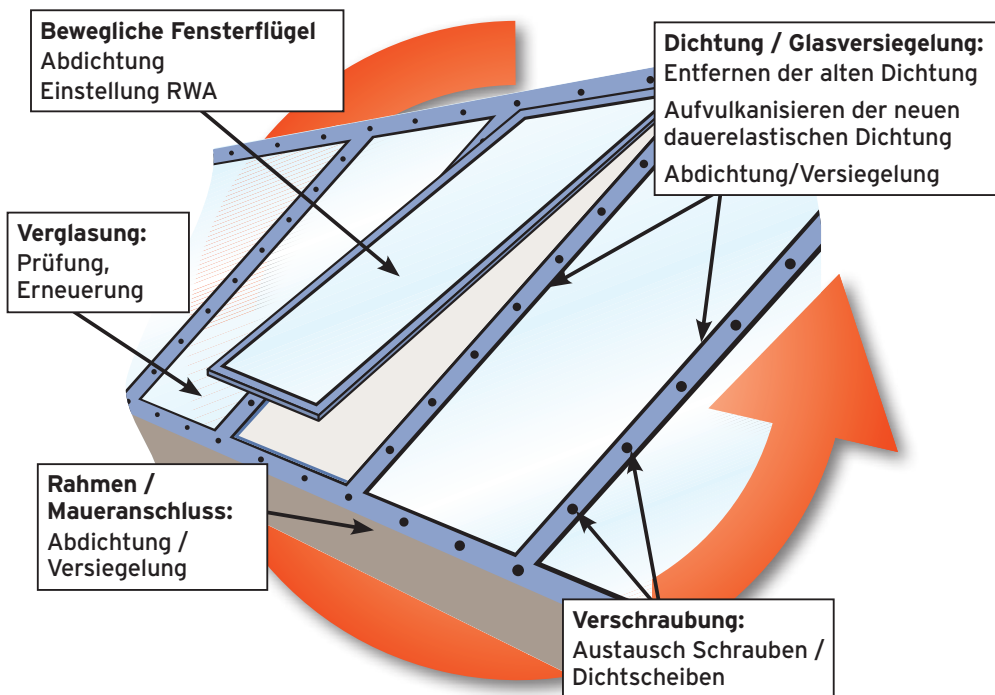 Bewegliche Fensterflügel
Abdichtung
Einstellung RWA
Dichtung / Glasversiegelung:
Entfernen der alten Dichtung
Aufvulkanisieren der neuen
dauerelastischen Dichtung
Abdichtung/Versiegelung
Verglasung:
Prüfung,
Erneuerung
Rahmen /
Maueranschluss:
Abdichtung /
Versiegelung
Verschraubung:
Austausch Schrauben /
Dichtscheiben